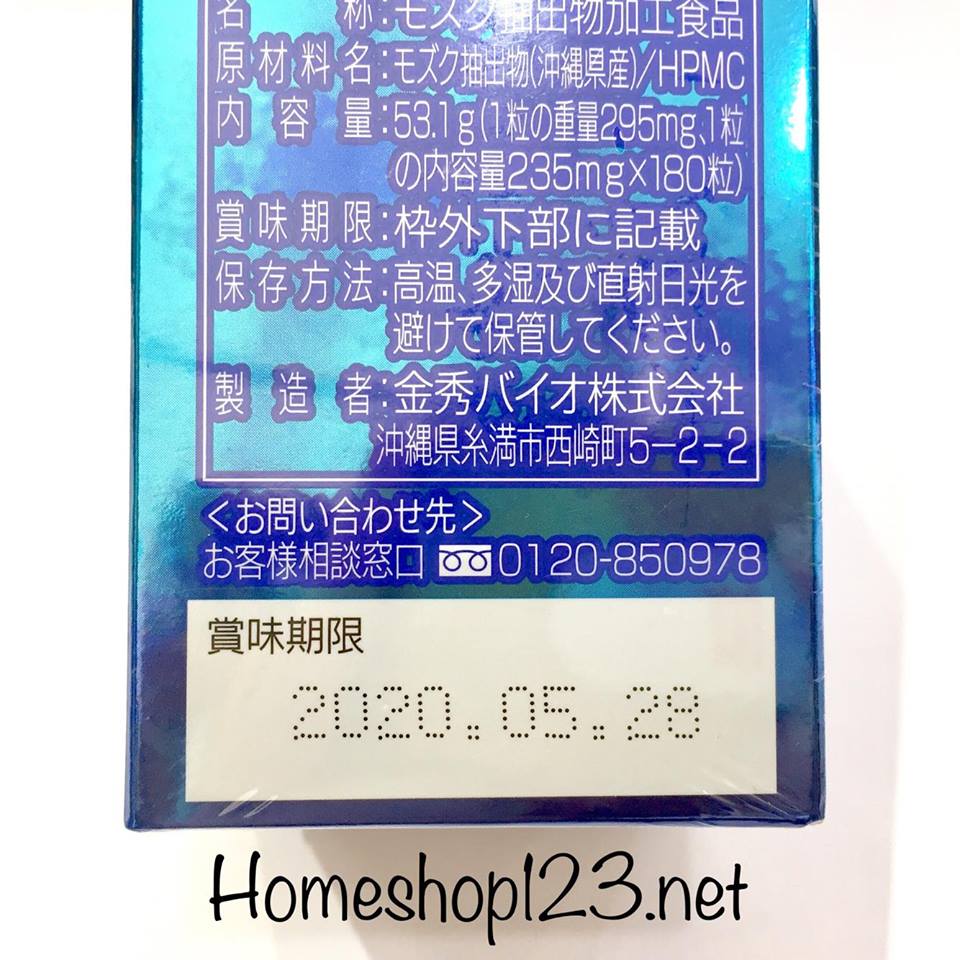 名称:モズク抽出物加工食品
原材料名:モズク抽出物(沖縄県産)/HPMC
内容量:53.1g(1粒の重量295mg、1粒
の内容量235mg×180粒)
賞味期限:枠外下部に記載
保存方法:高温、多湿及び直射日光を
避けて保管してください。
製造者:金秀バイオ株式会社
沖縄県糸満市西崎町5-2-2
<お問い合わせ先>
お客様相談窓口 0120-850978
賞味期限
2020.05.28
Homeshop123.net